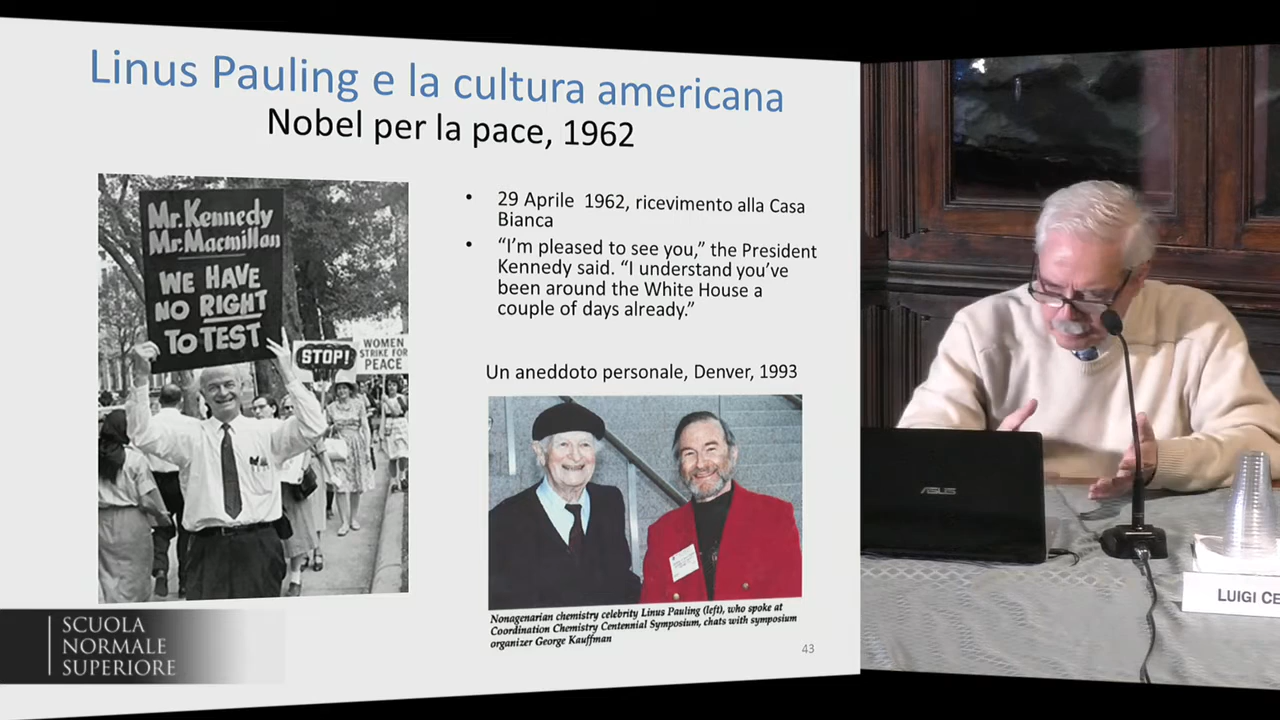 Linus Pauling e la cultura americana
Nobel per la pace, 1962
Mr. Kennedy
Mr. Macmillan
WE HAVE
NO RIGHT
TO TEST
STOP!
WOMEN
STRIKE FOR
PEACE
• 29 Aprile 1962, ricevimento alla Casa
Bianca
• “I’m pleased to see you,” the President
Kennedy said. “I understand you’ve
been around the White House a
couple of days already.”
Un aneddoto personale, Denver, 1993
Nonagenarian chemistry celebrity Linus Pauling (left), who spoke at
Coordination Chemistry Centennial Symposium, chats with symposium
organizer George Kauffman
43
SCUOLA
NORMALE
SUPERIORE
ASUS
LUIGI CE